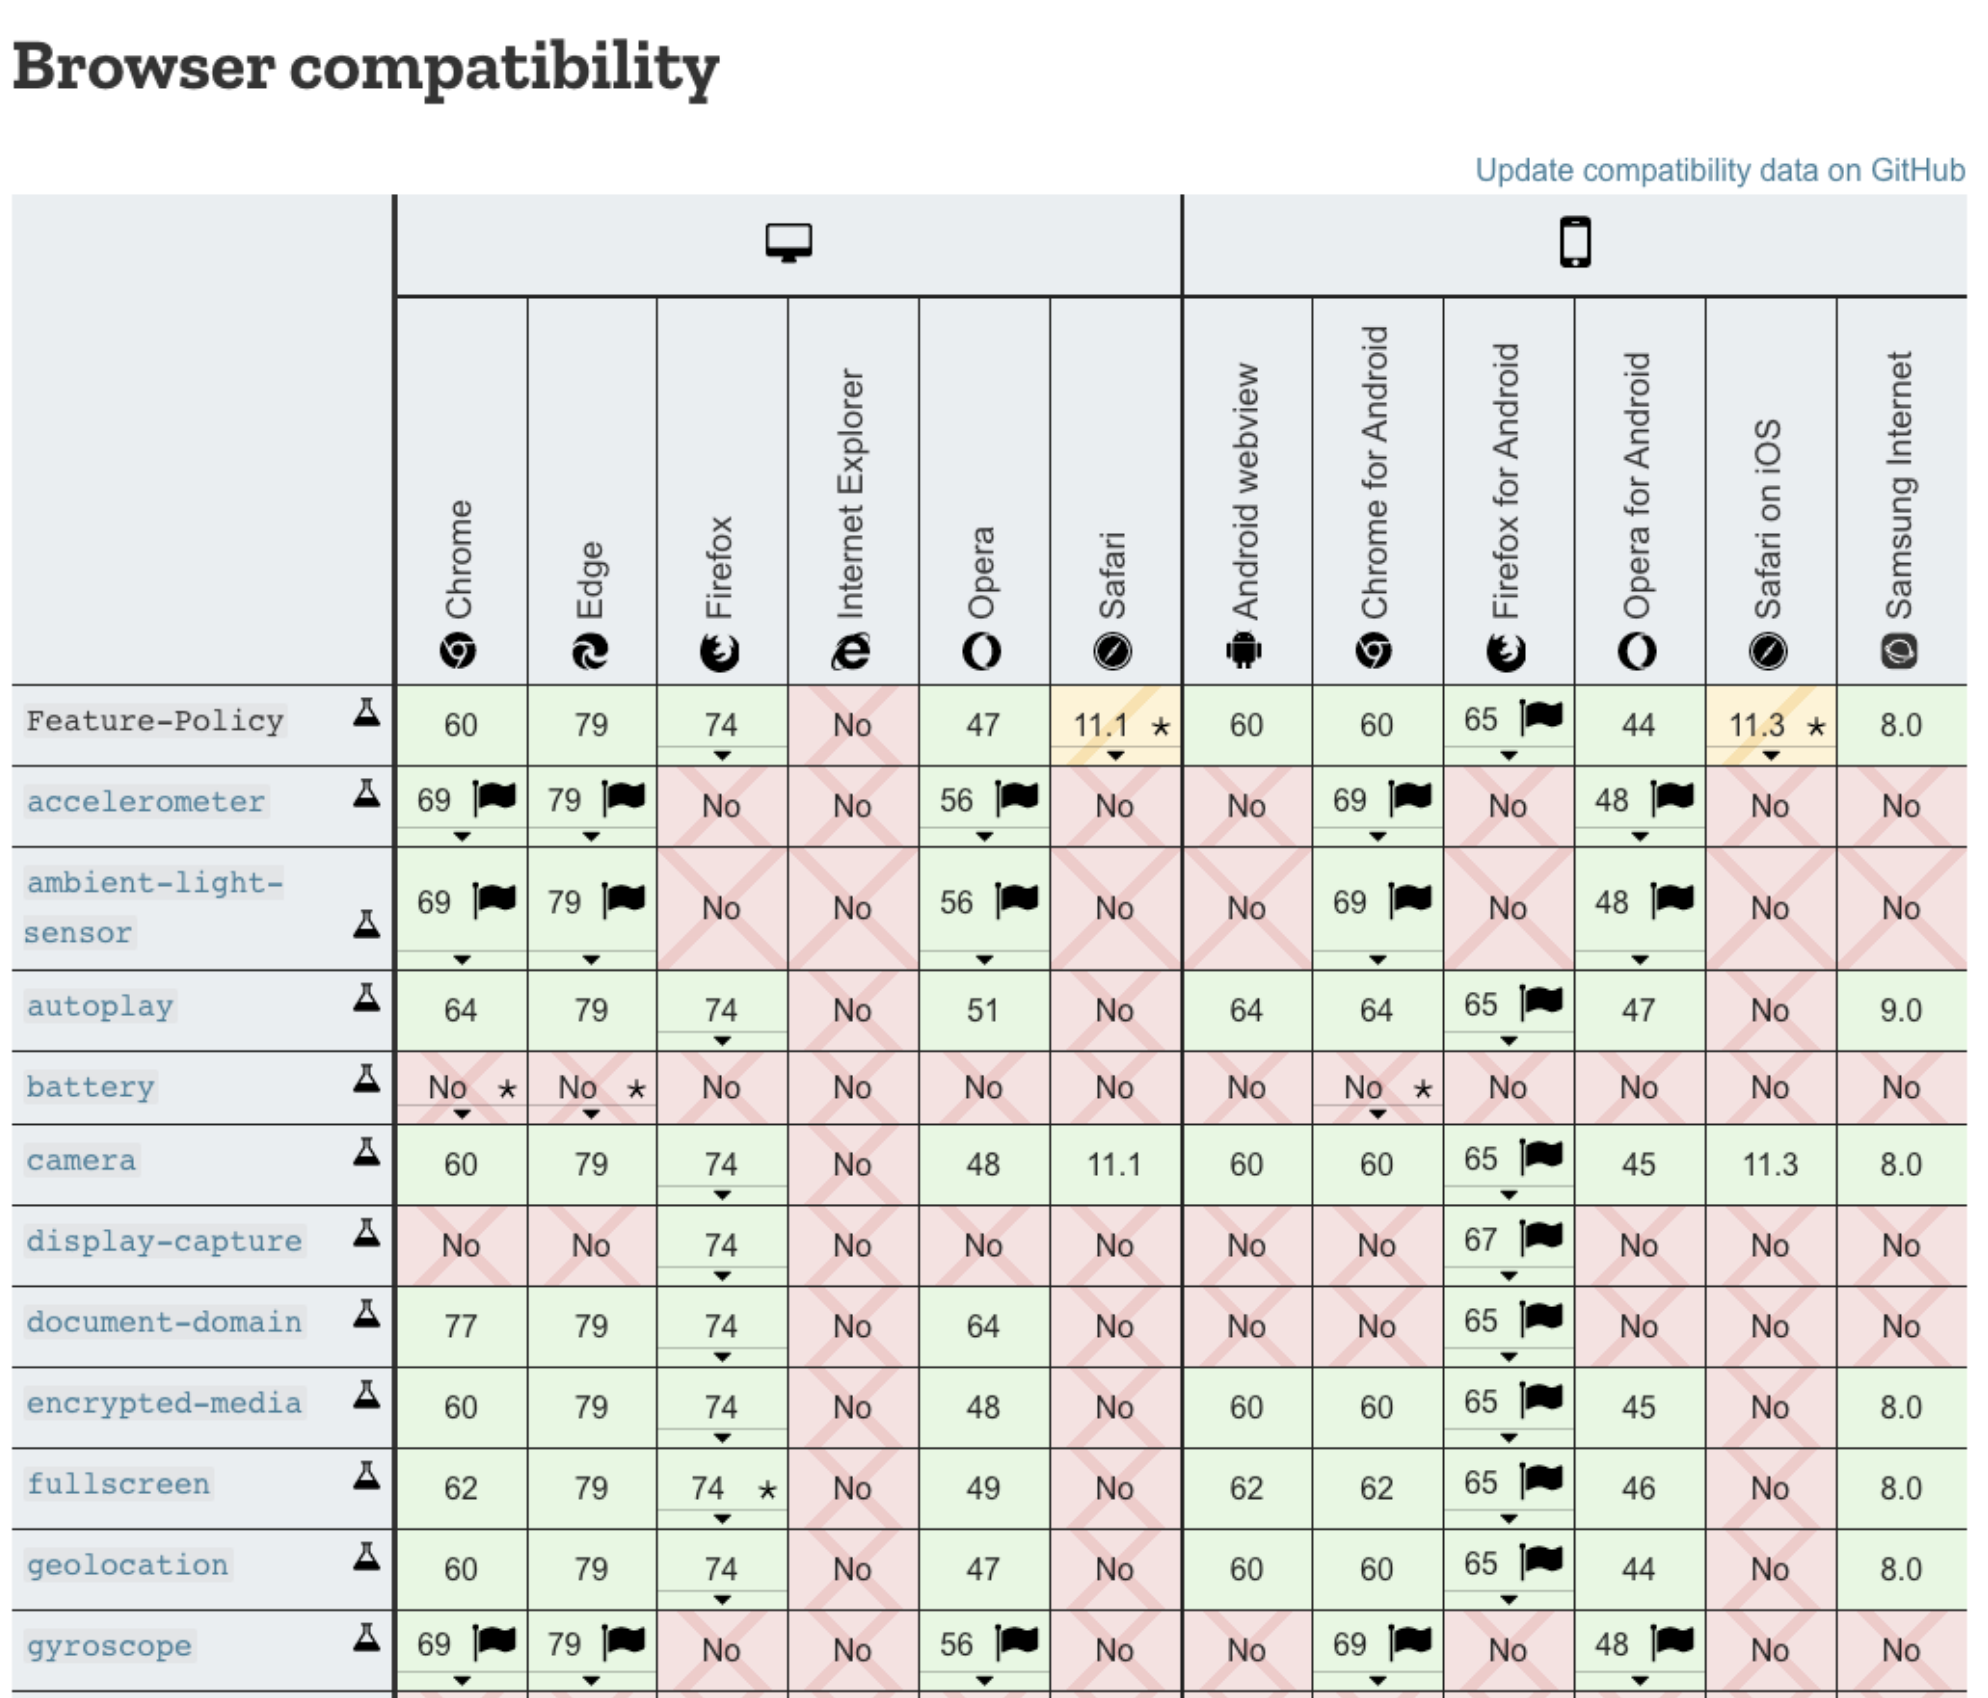 Browser compatibility
Update compatibility data on GitHub
Chrome Edge Firefox Internet Explorer Opera Safari Android webview Chrome for Android Firefox for Android Opera for Android Safari on iOS Samsung Internet
Feature-Policy 60 79 74 No 47 11.1 * 60 60 65 44 11.3 * 8.0
accelerometer 69 79 No No 56 No No 69 No 48 No No
ambient-light-
sensor 69 79 No No 56 No No 69 No 48 No No
autoplay 64 79 74 No 51 No 64 64 65 47 No 9.0
battery No * No * No No No No No No * No No No No
camera 60 79 74 No 48 11.1 60 60 65 45 11.3 8.0
display-capture No No 74 No No No No No 67 No No No
document-domain 77 79 74 No 64 No No No 65 No No No
encrypted-media 60 79 74 No 48 No 60 60 65 45 No 8.0
fullscreen 62 79 74 * No 49 No 62 62 65 46 No 8.0
geolocation 60 79 74 No 47 No 60 60 65 44 No 8.0
gyroscope 69 79 No No 56 No No 69 No 48 No No